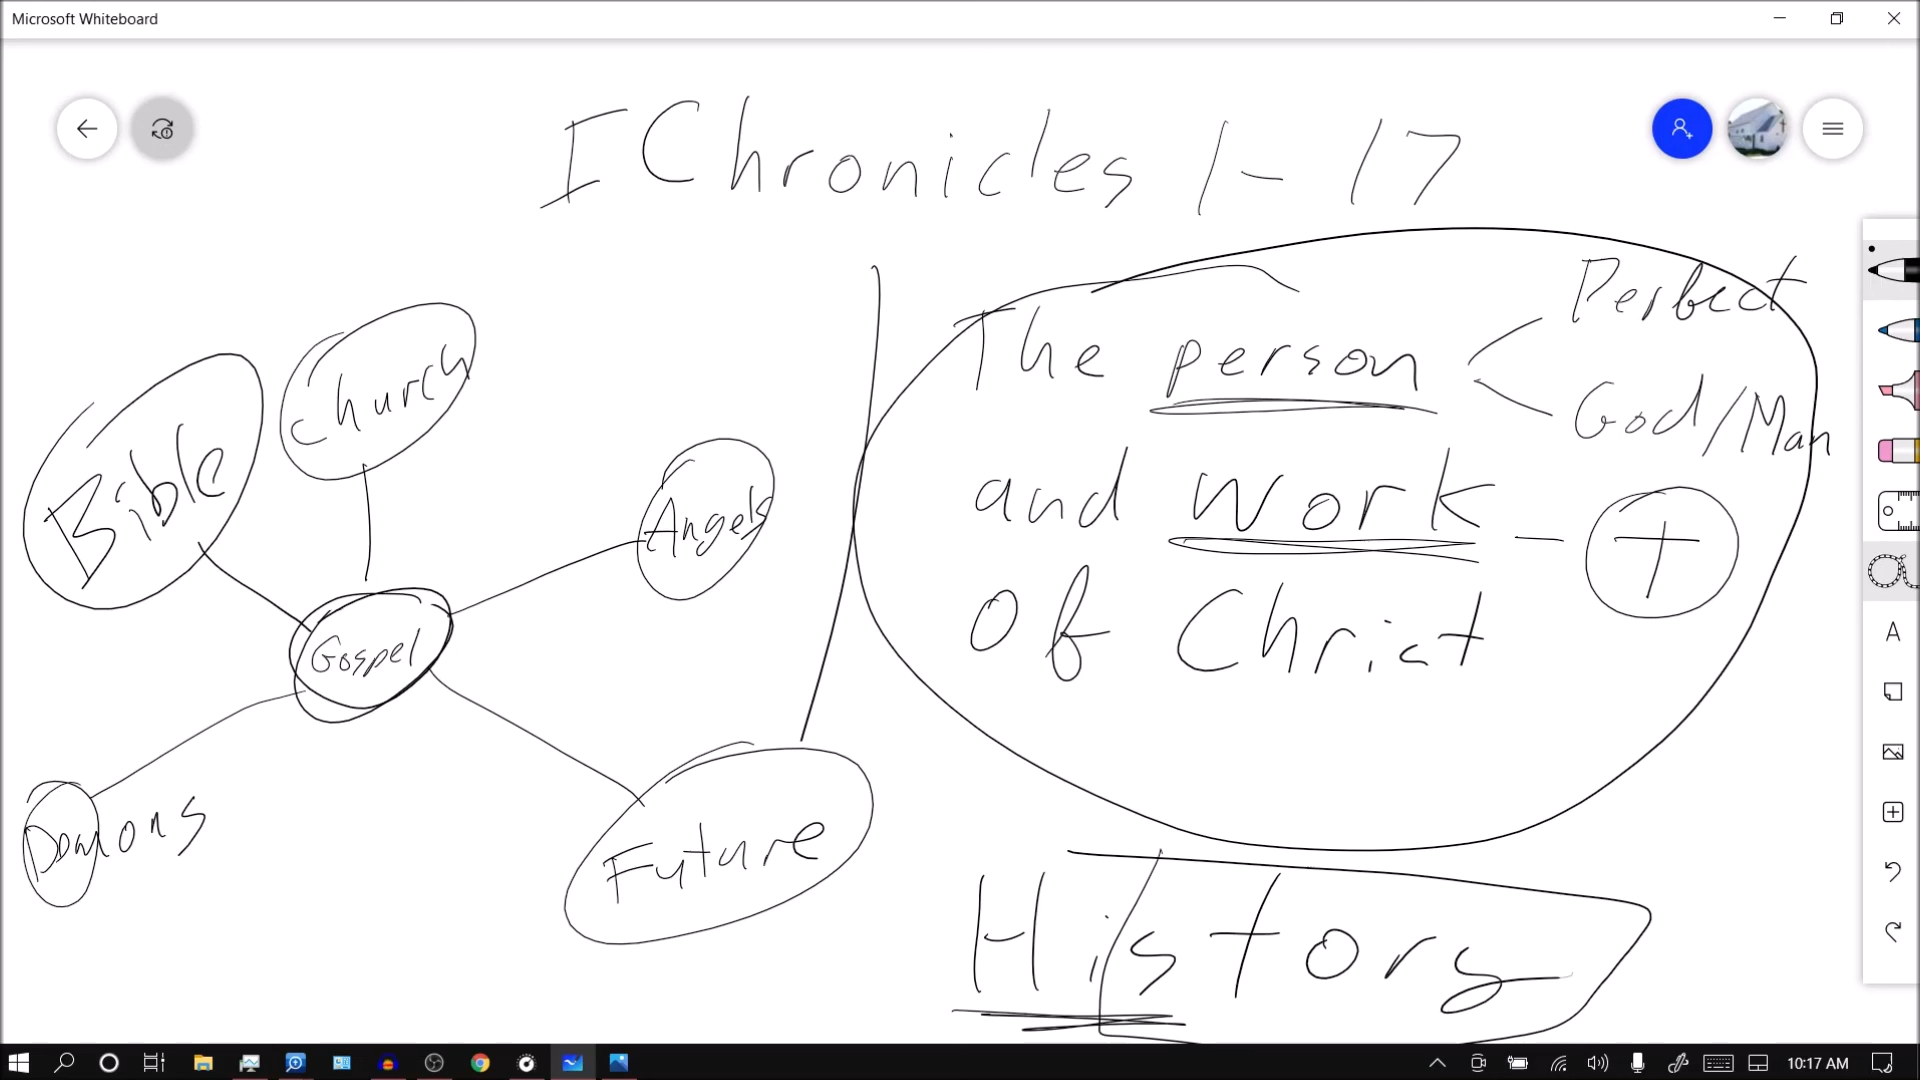 Microsoft Whiteboard
I Chronicles 1-17
Church
Bible
Angels
Gospel
Demons
Future
The person < Perfect
God/Man
and work -
of Christ
History
A
10:17 AM